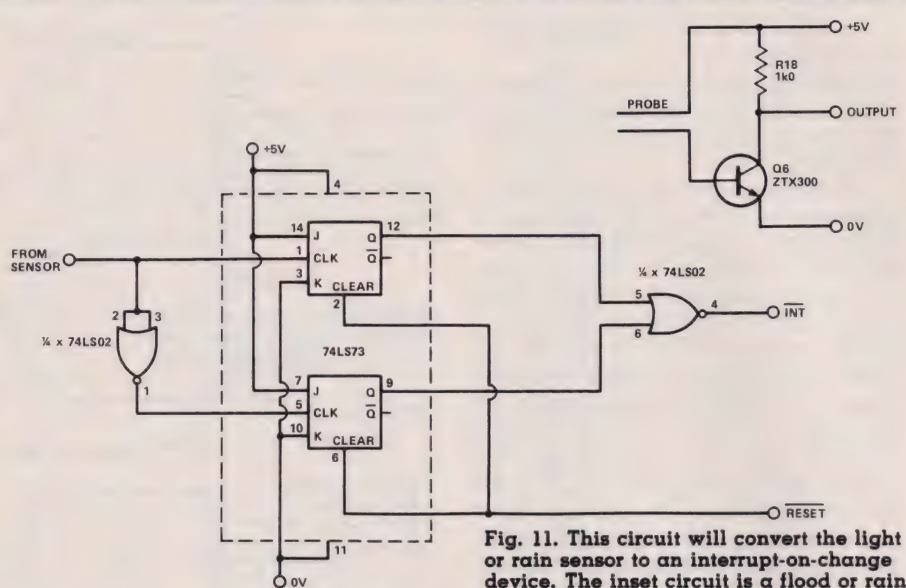 +5V
R18
1k0
PROBE
OUTPUT
Q6
ZTX300
0V
+5V
4
14 J Q 12
FROM
SENSOR
1 CLK Q
3 K CLEAR
2
2 3
¼ x 74LS02
1
74LS73
7 J Q 9
5 CLK Q
10 K CLEAR
6
11
0V
¼ x 74LS02
5
6
4
INT
RESET
Fig. 11. This circuit will convert the light
or rain sensor to an interrupt-on-change
device. The inset circuit is a flood or rain